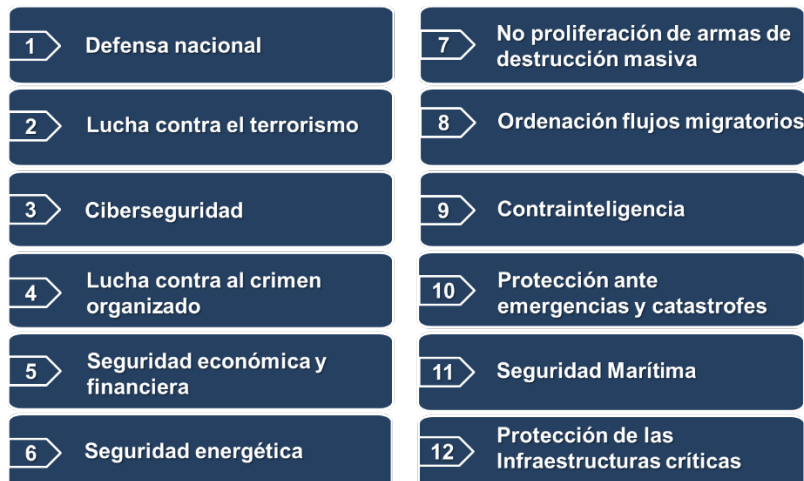 1
Defensa nacional
2
Lucha contra el terrorismo
3
Ciberseguridad
4
Lucha contra al crimen
organizado
5
Seguridad económica y
financiera
6
Seguridad energética
7
No proliferación de armas de
destrucción masiva
8
Ordenación flujos migratorios
9
Contrainteligencia
10
Protección ante
emergencias y catastrofes
11
Seguridad Marítima
12
Protección de las
Infraestructuras críticas